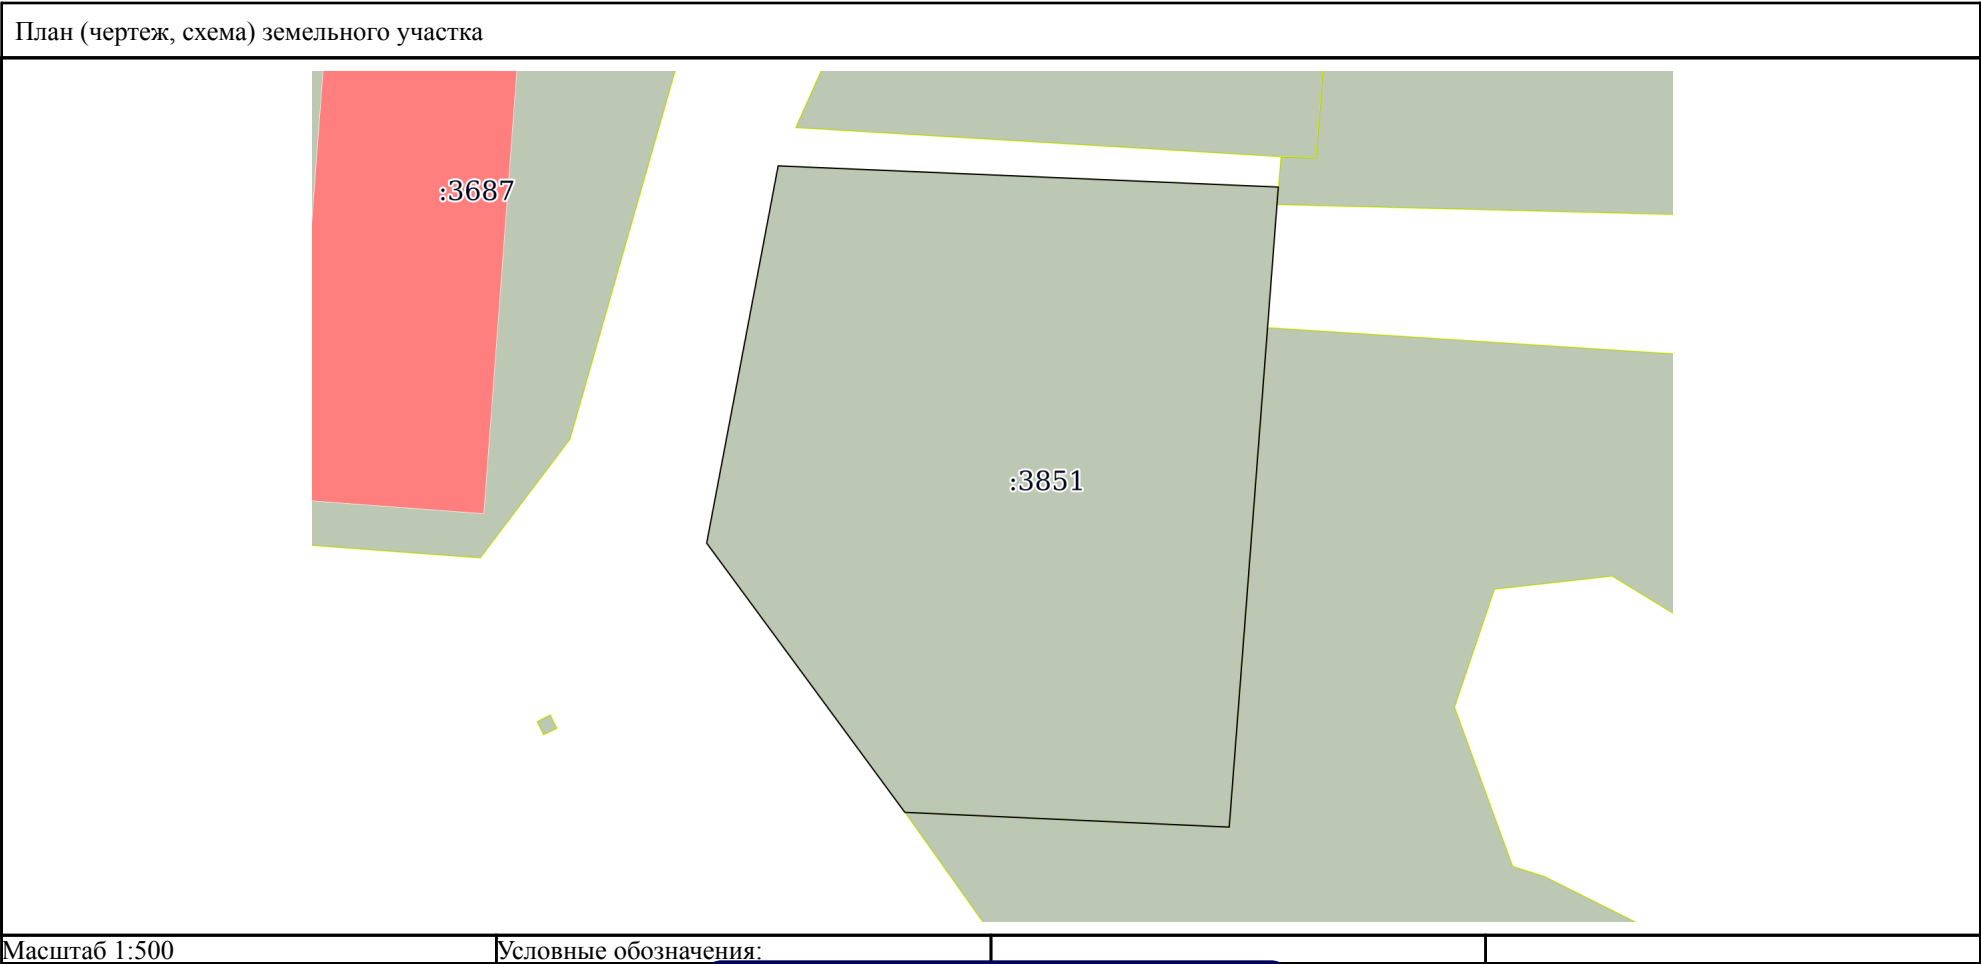 План (чертеж, схема) земельного участка
:3687
:3851
Масштаб 1:500
Условные обозначения: